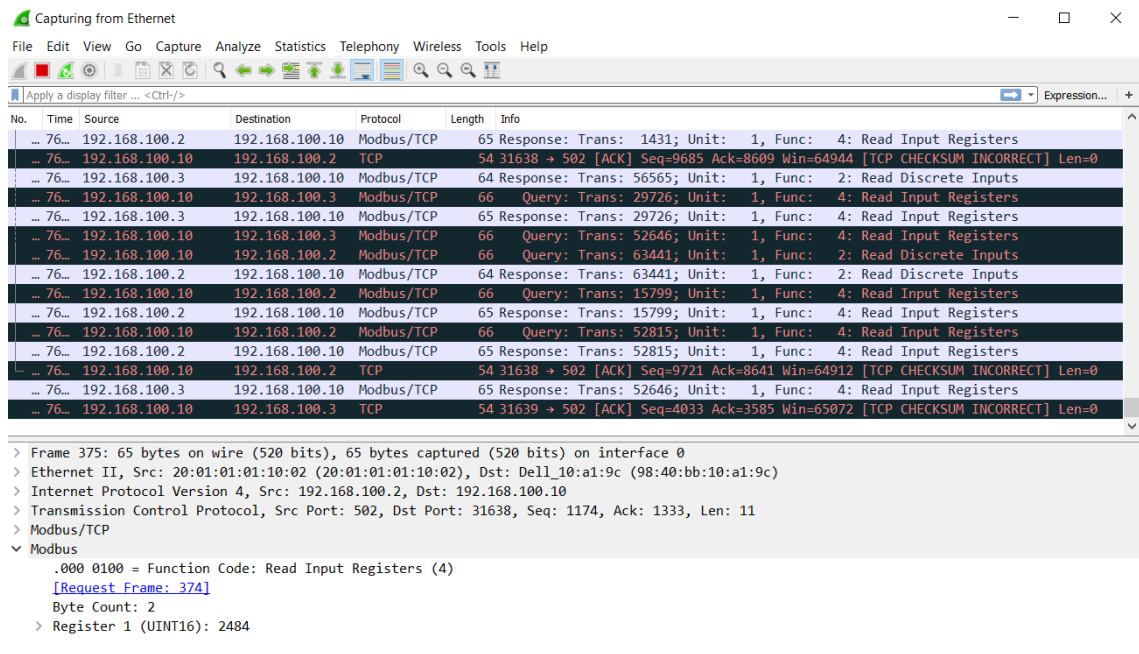 Capturing from Ethernet
File Edit View Go Capture Analyze Statistics Telephony Wireless Tools Help
Apply a display filter ... <Ctrl-/> Expression... +
No. Time Source Destination Protocol Length Info
... 76... 192.168.100.2 192.168.100.10 Modbus/TCP 65 Response: Trans: 1431; Unit: 1, Func: 4: Read Input Registers
... 76... 192.168.100.10 192.168.100.2 TCP 54 31638 → 502 [ACK] Seq=9685 Ack=8609 Win=64944 [TCP CHECKSUM INCORRECT] Len=0
... 76... 192.168.100.3 192.168.100.10 Modbus/TCP 64 Response: Trans: 56565; Unit: 1, Func: 2: Read Discrete Inputs
... 76... 192.168.100.10 192.168.100.3 Modbus/TCP 66 Query: Trans: 29726; Unit: 1, Func: 4: Read Input Registers
... 76... 192.168.100.3 192.168.100.10 Modbus/TCP 65 Response: Trans: 29726; Unit: 1, Func: 4: Read Input Registers
... 76... 192.168.100.10 192.168.100.3 Modbus/TCP 66 Query: Trans: 52646; Unit: 1, Func: 4: Read Input Registers
... 76... 192.168.100.10 192.168.100.2 Modbus/TCP 66 Query: Trans: 63441; Unit: 1, Func: 2: Read Discrete Inputs
... 76... 192.168.100.2 192.168.100.10 Modbus/TCP 64 Response: Trans: 63441; Unit: 1, Func: 2: Read Discrete Inputs
... 76... 192.168.100.10 192.168.100.2 Modbus/TCP 66 Query: Trans: 15799; Unit: 1, Func: 4: Read Input Registers
... 76... 192.168.100.2 192.168.100.10 Modbus/TCP 65 Response: Trans: 15799; Unit: 1, Func: 4: Read Input Registers
... 76... 192.168.100.10 192.168.100.2 Modbus/TCP 66 Query: Trans: 52815; Unit: 1, Func: 4: Read Input Registers
... 76... 192.168.100.2 192.168.100.10 Modbus/TCP 65 Response: Trans: 52815; Unit: 1, Func: 4: Read Input Registers
... 76... 192.168.100.10 192.168.100.2 TCP 54 31638 → 502 [ACK] Seq=9721 Ack=8641 Win=64912 [TCP CHECKSUM INCORRECT] Len=0
... 76... 192.168.100.3 192.168.100.10 Modbus/TCP 65 Response: Trans: 52646; Unit: 1, Func: 4: Read Input Registers
... 76... 192.168.100.10 192.168.100.3 TCP 54 31639 → 502 [ACK] Seq=4033 Ack=3585 Win=65072 [TCP CHECKSUM INCORRECT] Len=0
Frame 375: 65 bytes on wire (520 bits), 65 bytes captured (520 bits) on interface 0
Ethernet II, Src: 20:01:01:01:10:02 (20:01:01:01:10:02), Dst: Dell_10:a1:9c (98:40:bb:10:a1:9c)
Internet Protocol Version 4, Src: 192.168.100.2, Dst: 192.168.100.10
Transmission Control Protocol, Src Port: 502, Dst Port: 31638, Seq: 1174, Ack: 1333, Len: 11
Modbus/TCP
Modbus
.000 0100 = Function Code: Read Input Registers (4)
[Request Frame: 374]
Byte Count: 2
Register 1 (UINT16): 2484